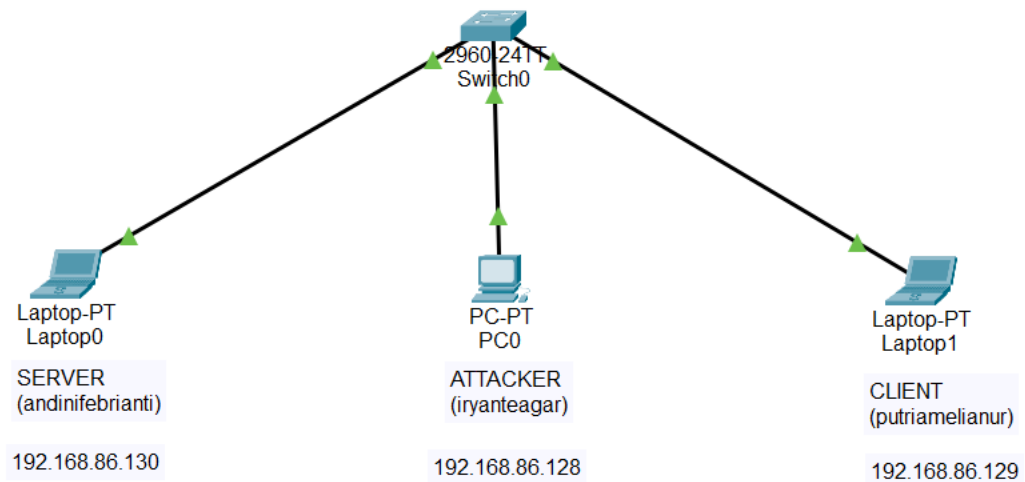 2960-24TT
Switch0
Laptop-PT
Laptop0
SERVER
(andinifebrianti)
192.168.86.130
PC-PT
PC0
ATTACKER
(iryanteagar)
192.168.86.128
Laptop-PT
Laptop1
CLIENT
(putriamelianur)
192.168.86.129